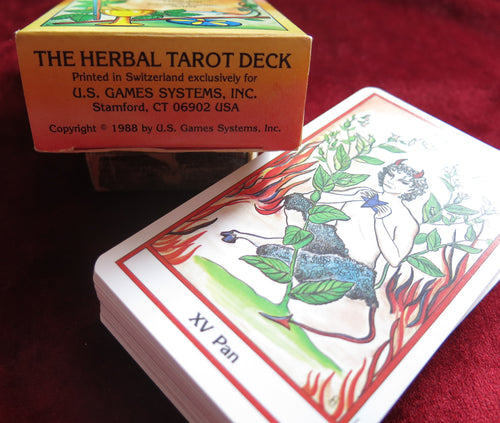 THE HERBAL TAROT DECK
Printed in Switzerland exclusively for
U.S. GAMES SYSTEMS, INC.
Stamford, CT 06902 USA
Copyright © 1988 by U.S. Games Systems, Inc.
XV Pan